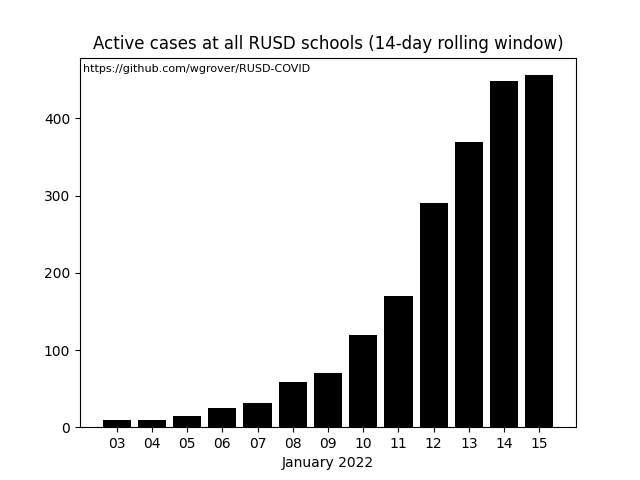 Active cases at all RUSD schools (14-day rolling window)
https://github.com/wgrover/RUSD-COVID
400
300
200
100
0
03 04 05 06 07 08 09 10 11 12 13 14 15
January 2022